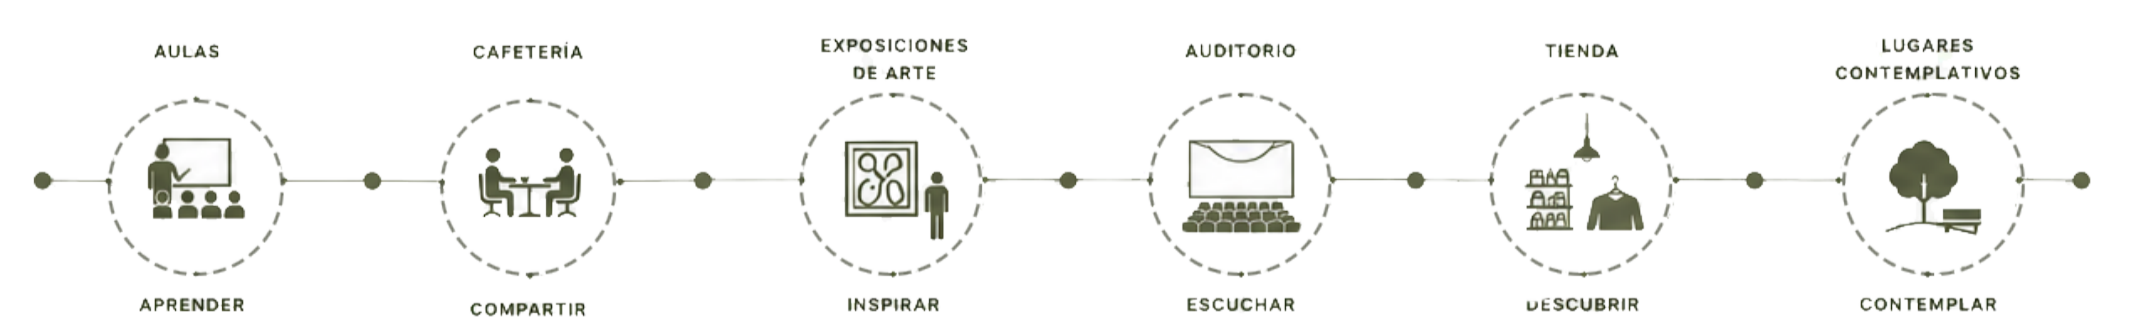 AULAS
CAFETERÍA
EXPOSICIONES
DE ARTE
AUDITORIO
TIENDA
LUGARES
CONTEMPLATIVOS
APRENDER
COMPARTIR
INSPIRAR
ESCUCHAR
DESCUBRIR
CONTEMPLAR